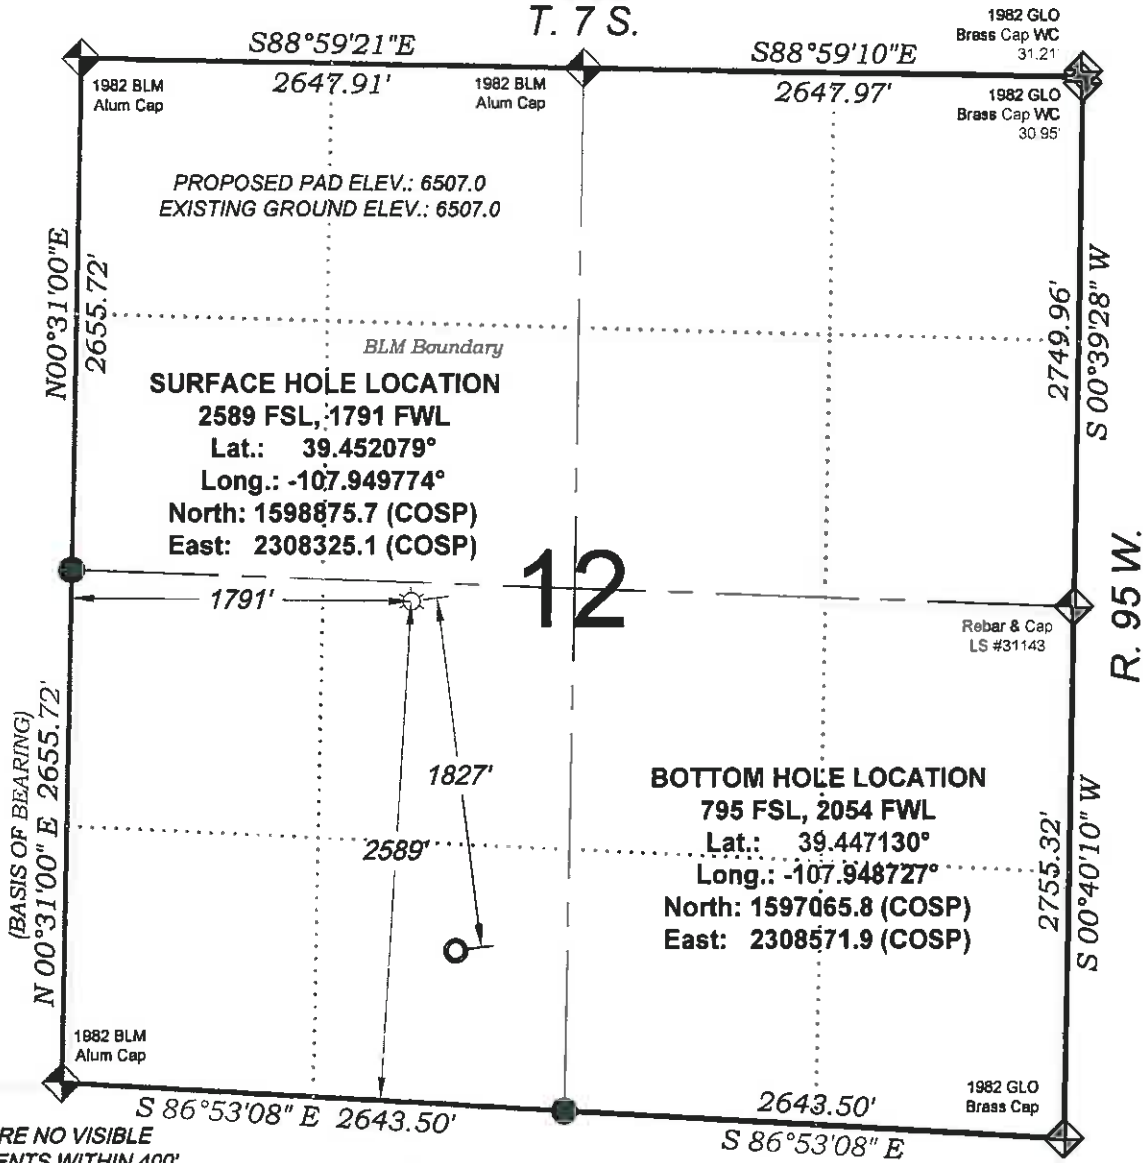 T. 7 S.
S88°59'21"E
2647.91'
S88°59'10"E
2647.97'
1982 GLO
Brass Cap WC
31.21'
1982 BLM
Alum Cap
1982 BLM
Alum Cap
1982 GLO
Brass Cap WC
30 95'
PROPOSED PAD ELEV.: 6507.0
EXISTING GROUND ELEV.: 6507.0
N00°31'00"E
2655.72'
2749.96'
S 00°39'28" W
BLM Boundary
SURFACE HOLE LOCATION
2589 FSL, 1791 FWL
Lat.: 39.452079°
Long.: -107.949774°
North: 1598875.7 (COSP)
East: 2308325.1 (COSP)
12
R. 95 W.
1791'
Rebar & Cap
LS #31143
(BASIS OF BEARING)
N 00°31'00" E 2655.72'
1827'
2589'
BOTTOM HOLE LOCATION
795 FSL, 2054 FWL
Lat.: 39.447130°
Long.: -107.948727°
North: 1597065.8 (COSP)
East: 2308571.9 (COSP)
2755.32'
S 00°40'10" W
1982 BLM
Alum Cap
S 86°53'08" E 2643.50'
2643.50'
S 86°53'08" E
1982 GLO
Brass Cap
RE NO VISIBLE
ENTS WITHIN 400'